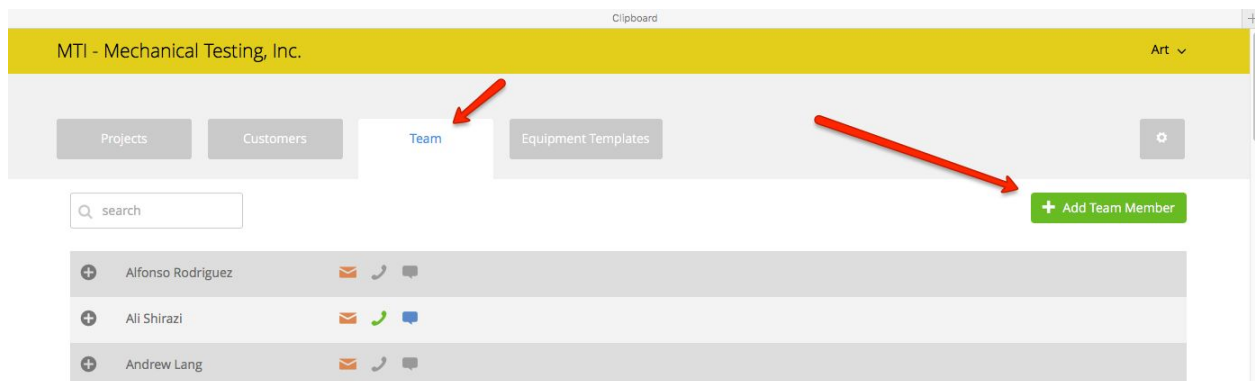 Clipboard
MTI - Mechanical Testing, Inc.
Art
Projects
Customers
Team
Equipment Templates
search
Add Team Member
Alfonso Rodriguez
Ali Shirazi
Andrew Lang